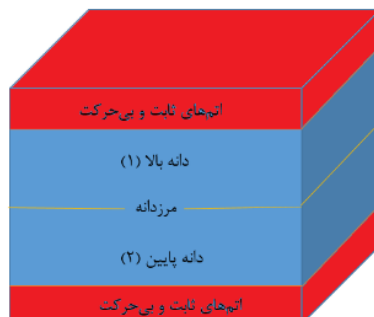 اتم‌های ثابت و بی‌حرکت
دانه بالا (۱)
مرزدانه
دانه پایین (۲)
اتم‌های ثابت و بی‌حرکت